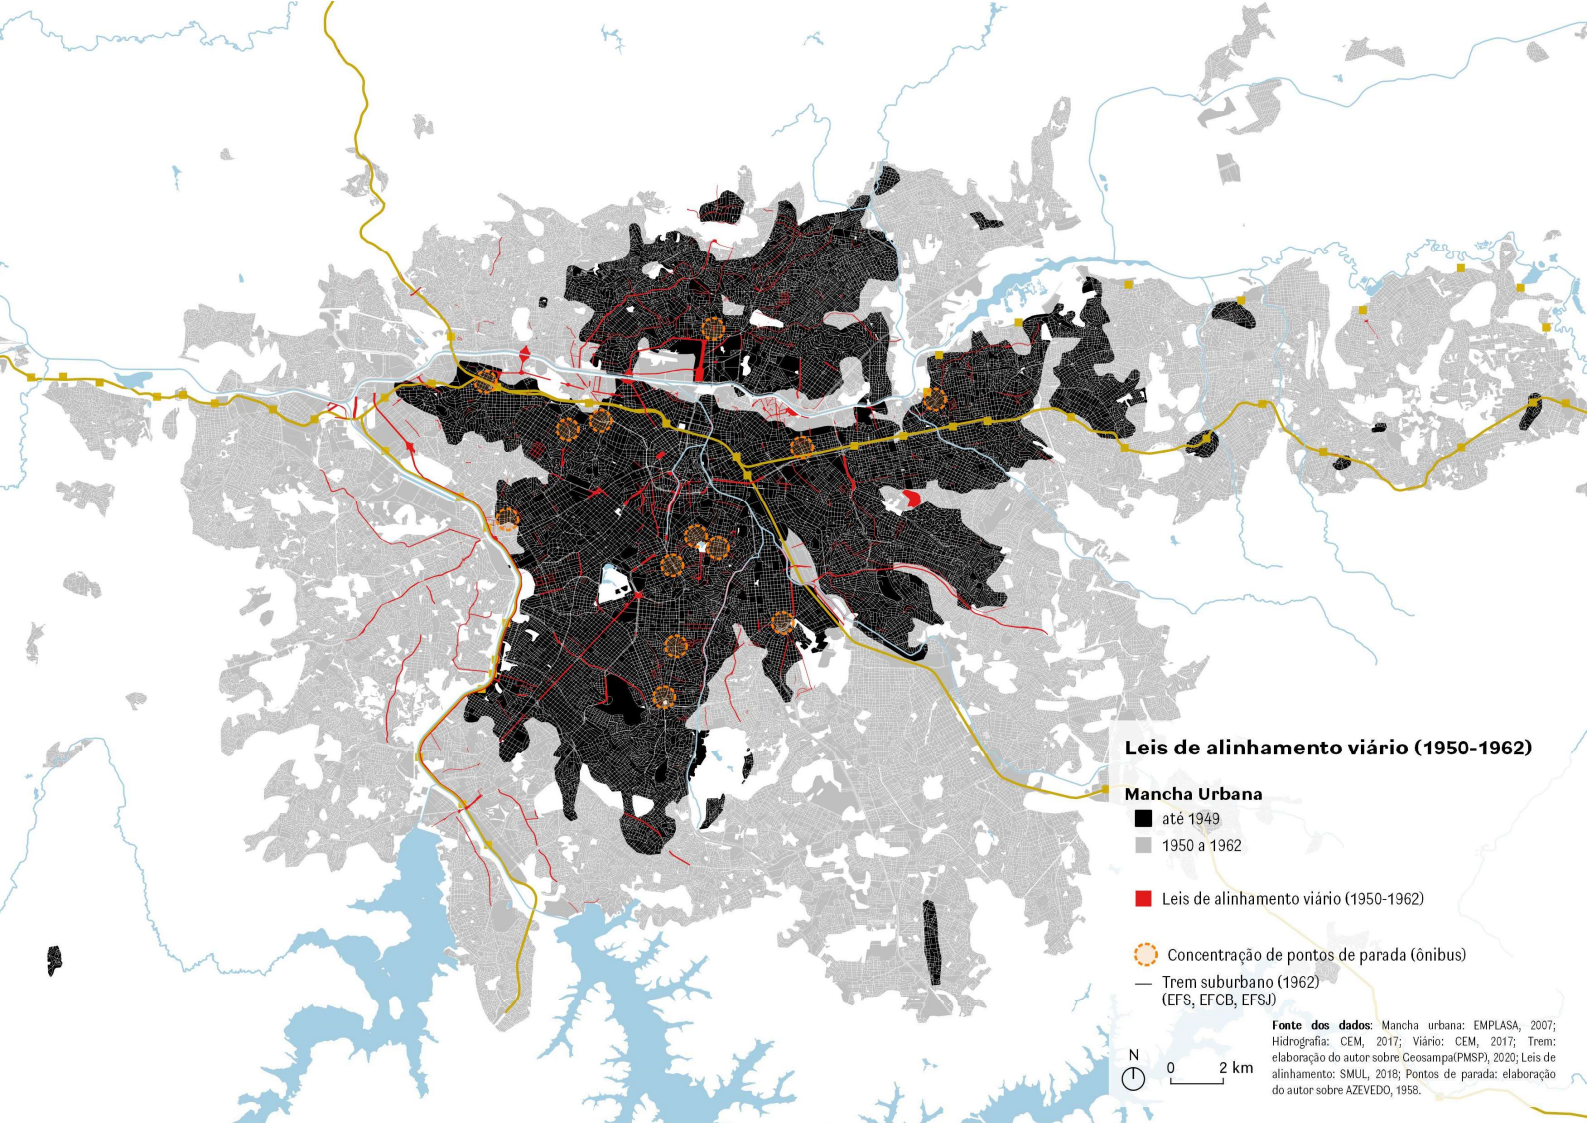 Leis de alinhamento viário (1950-1962)
Mancha Urbana
até 1949
1950 a 1962
Leis de alinhamento viário (1950-1962)
Concentração de pontos de parada (ônibus)
Trem suburbano (1962)
(EFS, EFCB, EFSJ)
N
0 2 km
Fonte dos dados: Mancha urbana: EMPLASA, 2007;
Hidrografia: CEM, 2017; Viário: CEM, 2017; Trem:
elaboração do autor sobre Geosampa(PMSP), 2020; Leis de
alinhamento: SMUL, 2018; Pontos de parada: elaboração
do autor sobre AZEVEDO, 1958.